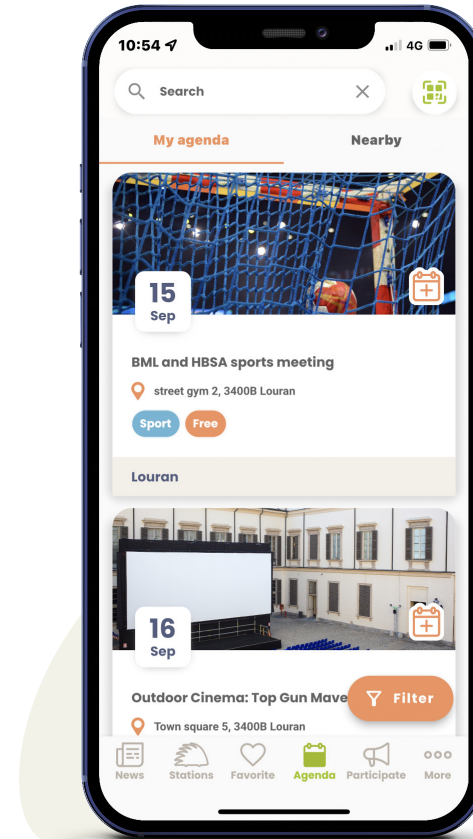 10:54
4G
Search
My agenda Nearby
15
Sep
BML and HBSA sports meeting
street gym 2, 3400B Louran
Sport Free
Louran
16
Sep
Outdoor Cinema: Top Gun Mave
Filter
Town square 5, 3400B Louran
News Stations Favorite Agenda Participate More